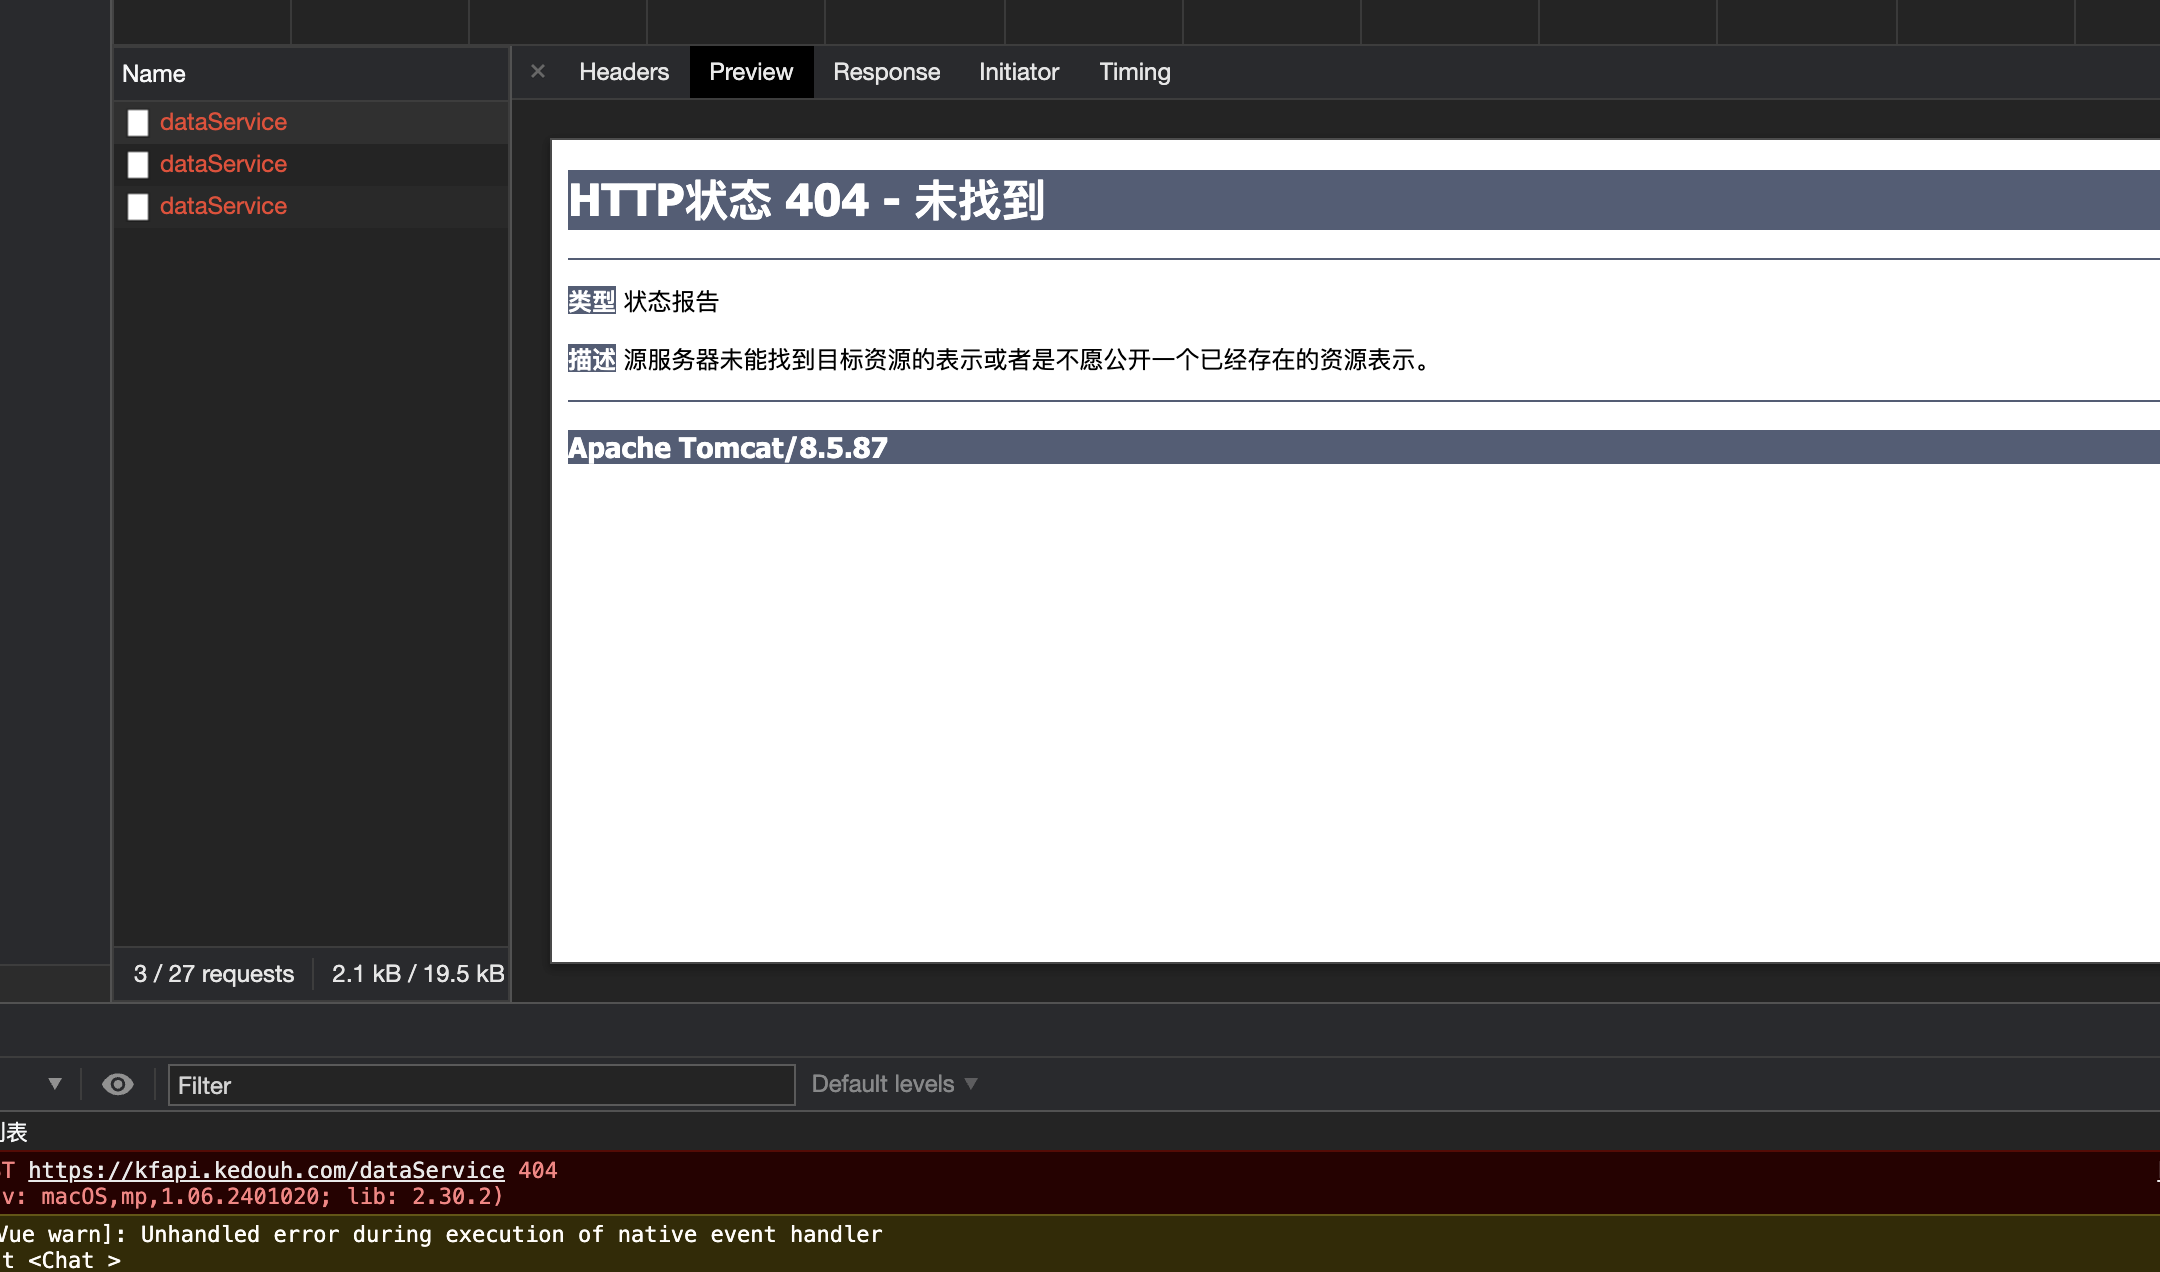 Name
× Headers Preview Response Initiator Timing
dataService
dataService
dataService
HTTP状态 404 - 未找到
类型 状态报告
描述 源服务器未能找到目标资源的表示或者是不愿公开一个已经存在的资源表示。
Apache Tomcat/8.5.87
3 / 27 requests 2.1 kB / 19.5 kB
Filter Default levels ▼
表
T https://kfapi.kedouh.com/dataService 404
v: macOS,mp,1.06.2401020; lib: 2.30.2)
Vue warn]: Unhandled error during execution of native event handler
t <Chat >